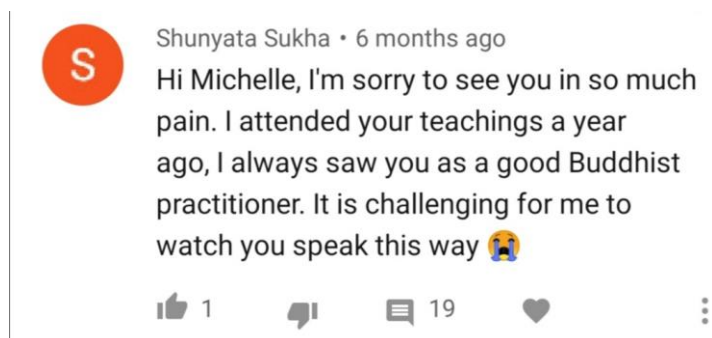 S
Shunyata Sukha • 6 months ago
Hi Michelle, I'm sorry to see you in so much
pain. I attended your teachings a year
ago, I always saw you as a good Buddhist
practitioner. It is challenging for me to
watch you speak this way 😭
1
19